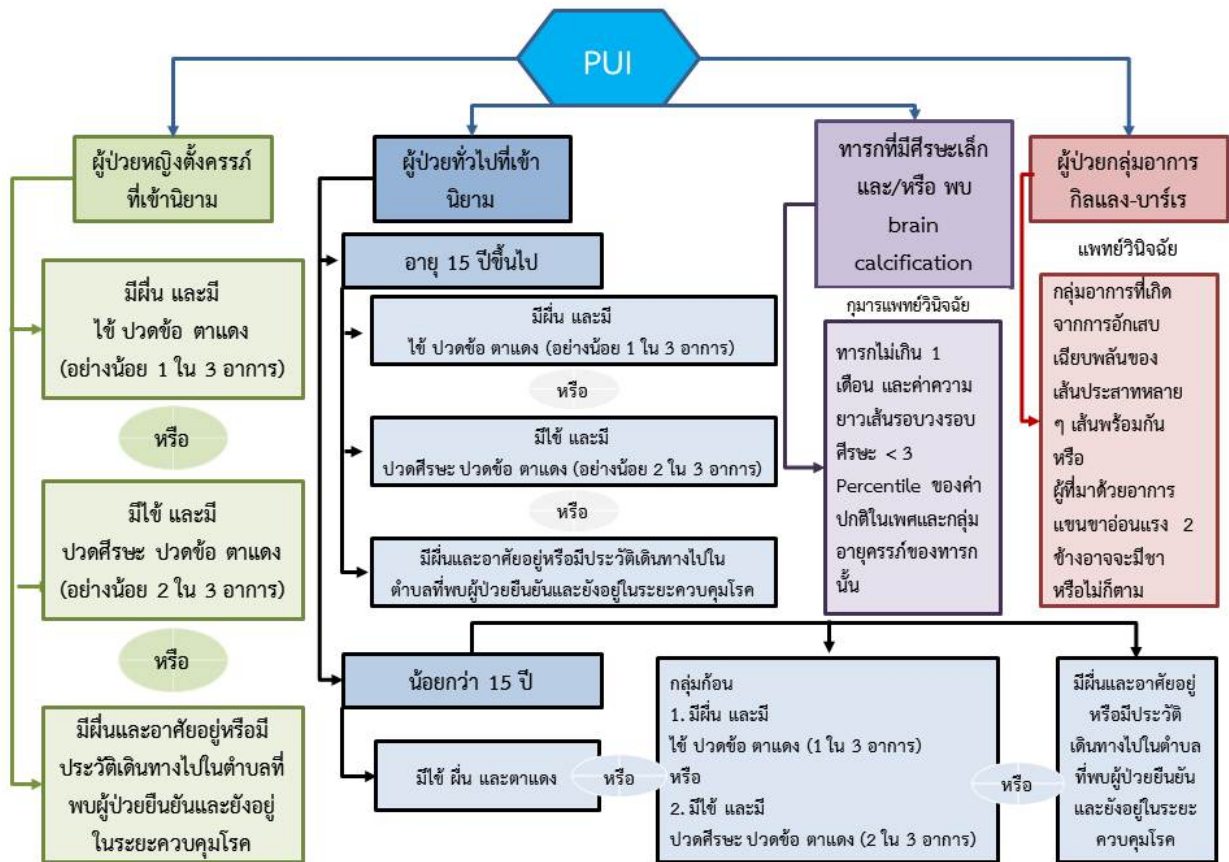 PUI
ผู้ป่วยหญิงตั้งครรภ์
ที่เข้านิยาม
มีผื่น และมี
ไข้ ปวดข้อ ตาแดง
(อย่างน้อย 1 ใน 3 อาการ)
หรือ
มีไข้ และมี
ปวดศีรษะ ปวดข้อ ตาแดง
(อย่างน้อย 2 ใน 3 อาการ)
หรือ
มีผื่นและอาศัยอยู่หรือมี
ประวัติเดินทางไปในตำบลที่
พบผู้ป่วยยืนยันและยังอยู่
ในระยะควบคุมโรค
ผู้ป่วยทั่วไปที่เข้า
นิยาม
อายุ 15 ปีขึ้นไป
มีผื่น และมี
ไข้ ปวดข้อ ตาแดง (อย่างน้อย 1 ใน 3 อาการ)
หรือ
มีไข้ และมี
ปวดศีรษะ ปวดข้อ ตาแดง (อย่างน้อย 2 ใน 3 อาการ)
หรือ
มีผื่นและอาศัยอยู่หรือมีประวัติเดินทางไปใน
ตำบลที่พบผู้ป่วยยืนยันและยังอยู่ในระยะควบคุมโรค
น้อยกว่า 15 ปี
มีไข้ ผื่น และตาแดง
หรือ
กลุ่มก้อน
1. มีผื่น และมี
ไข้ ปวดข้อ ตาแดง (1 ใน 3 อาการ)
หรือ
2. มีไข้ และมี
ปวดศีรษะ ปวดข้อ ตาแดง (2 ใน 3 อาการ)
หรือ
มีผื่นและอาศัยอยู่
หรือมีประวัติ
เดินทางไปในตำบล
ที่พบผู้ป่วยยืนยัน
และยังอยู่ในระยะ
ควบคุมโรค
ทารกที่มีศีรษะเล็ก
และ/หรือ พบ
brain
calcification
กุมารแพทย์วินิจฉัย
ทารกไม่เกิน 1
เดือน และค่าความ
ยาวเส้นรอบวงรอบ
ศีรษะ < 3
Percentile ของค่า
ปกติในเพศและกลุ่ม
อายุครรภ์ของทารก
นั้น
ผู้ป่วยกลุ่มอาการ
กิลแลง-บาร์เร
แพทย์วินิจฉัย
กลุ่มอาการที่เกิด
จากการอักเสบ
เฉียบพลันของ
เส้นประสาทหลาย
ๆ เส้นพร้อมกัน
หรือ
ผู้ที่มาด้วยอาการ
แขนขาอ่อนแรง 2
ข้างอาจจะมีชา
หรือไม่ก็ตาม